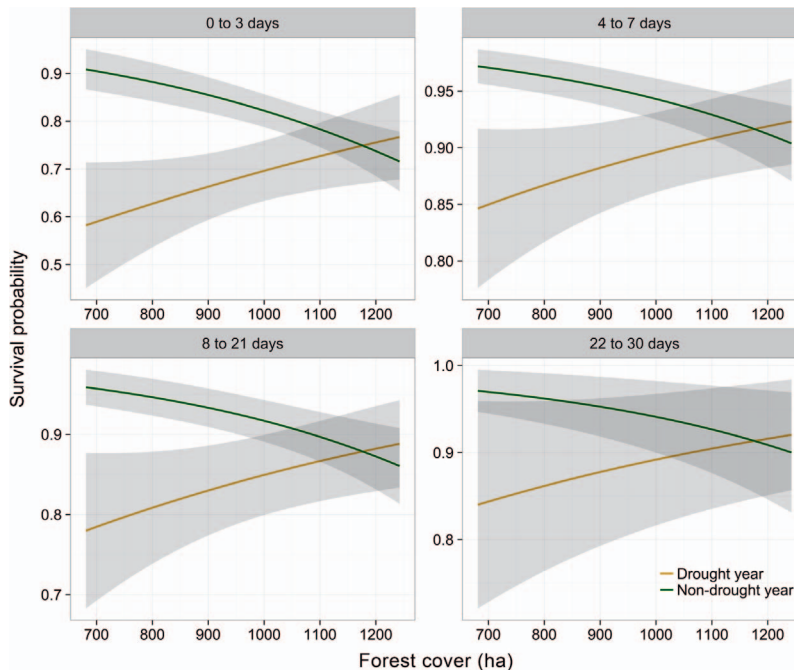 0 to 3 days
4 to 7 days
0.9
0.8
0.7
0.6
0.5
0.95
0.90
0.85
0.80
700 800 900 1000 1100 1200
700 800 900 1000 1100 1200
Survival probability
8 to 21 days
22 to 30 days
0.9
0.8
0.7
1.0
0.9
0.8
Drought year
Non-drought year
700 800 900 1000 1100 1200
700 800 900 1000 1100 1200
Forest cover (ha)